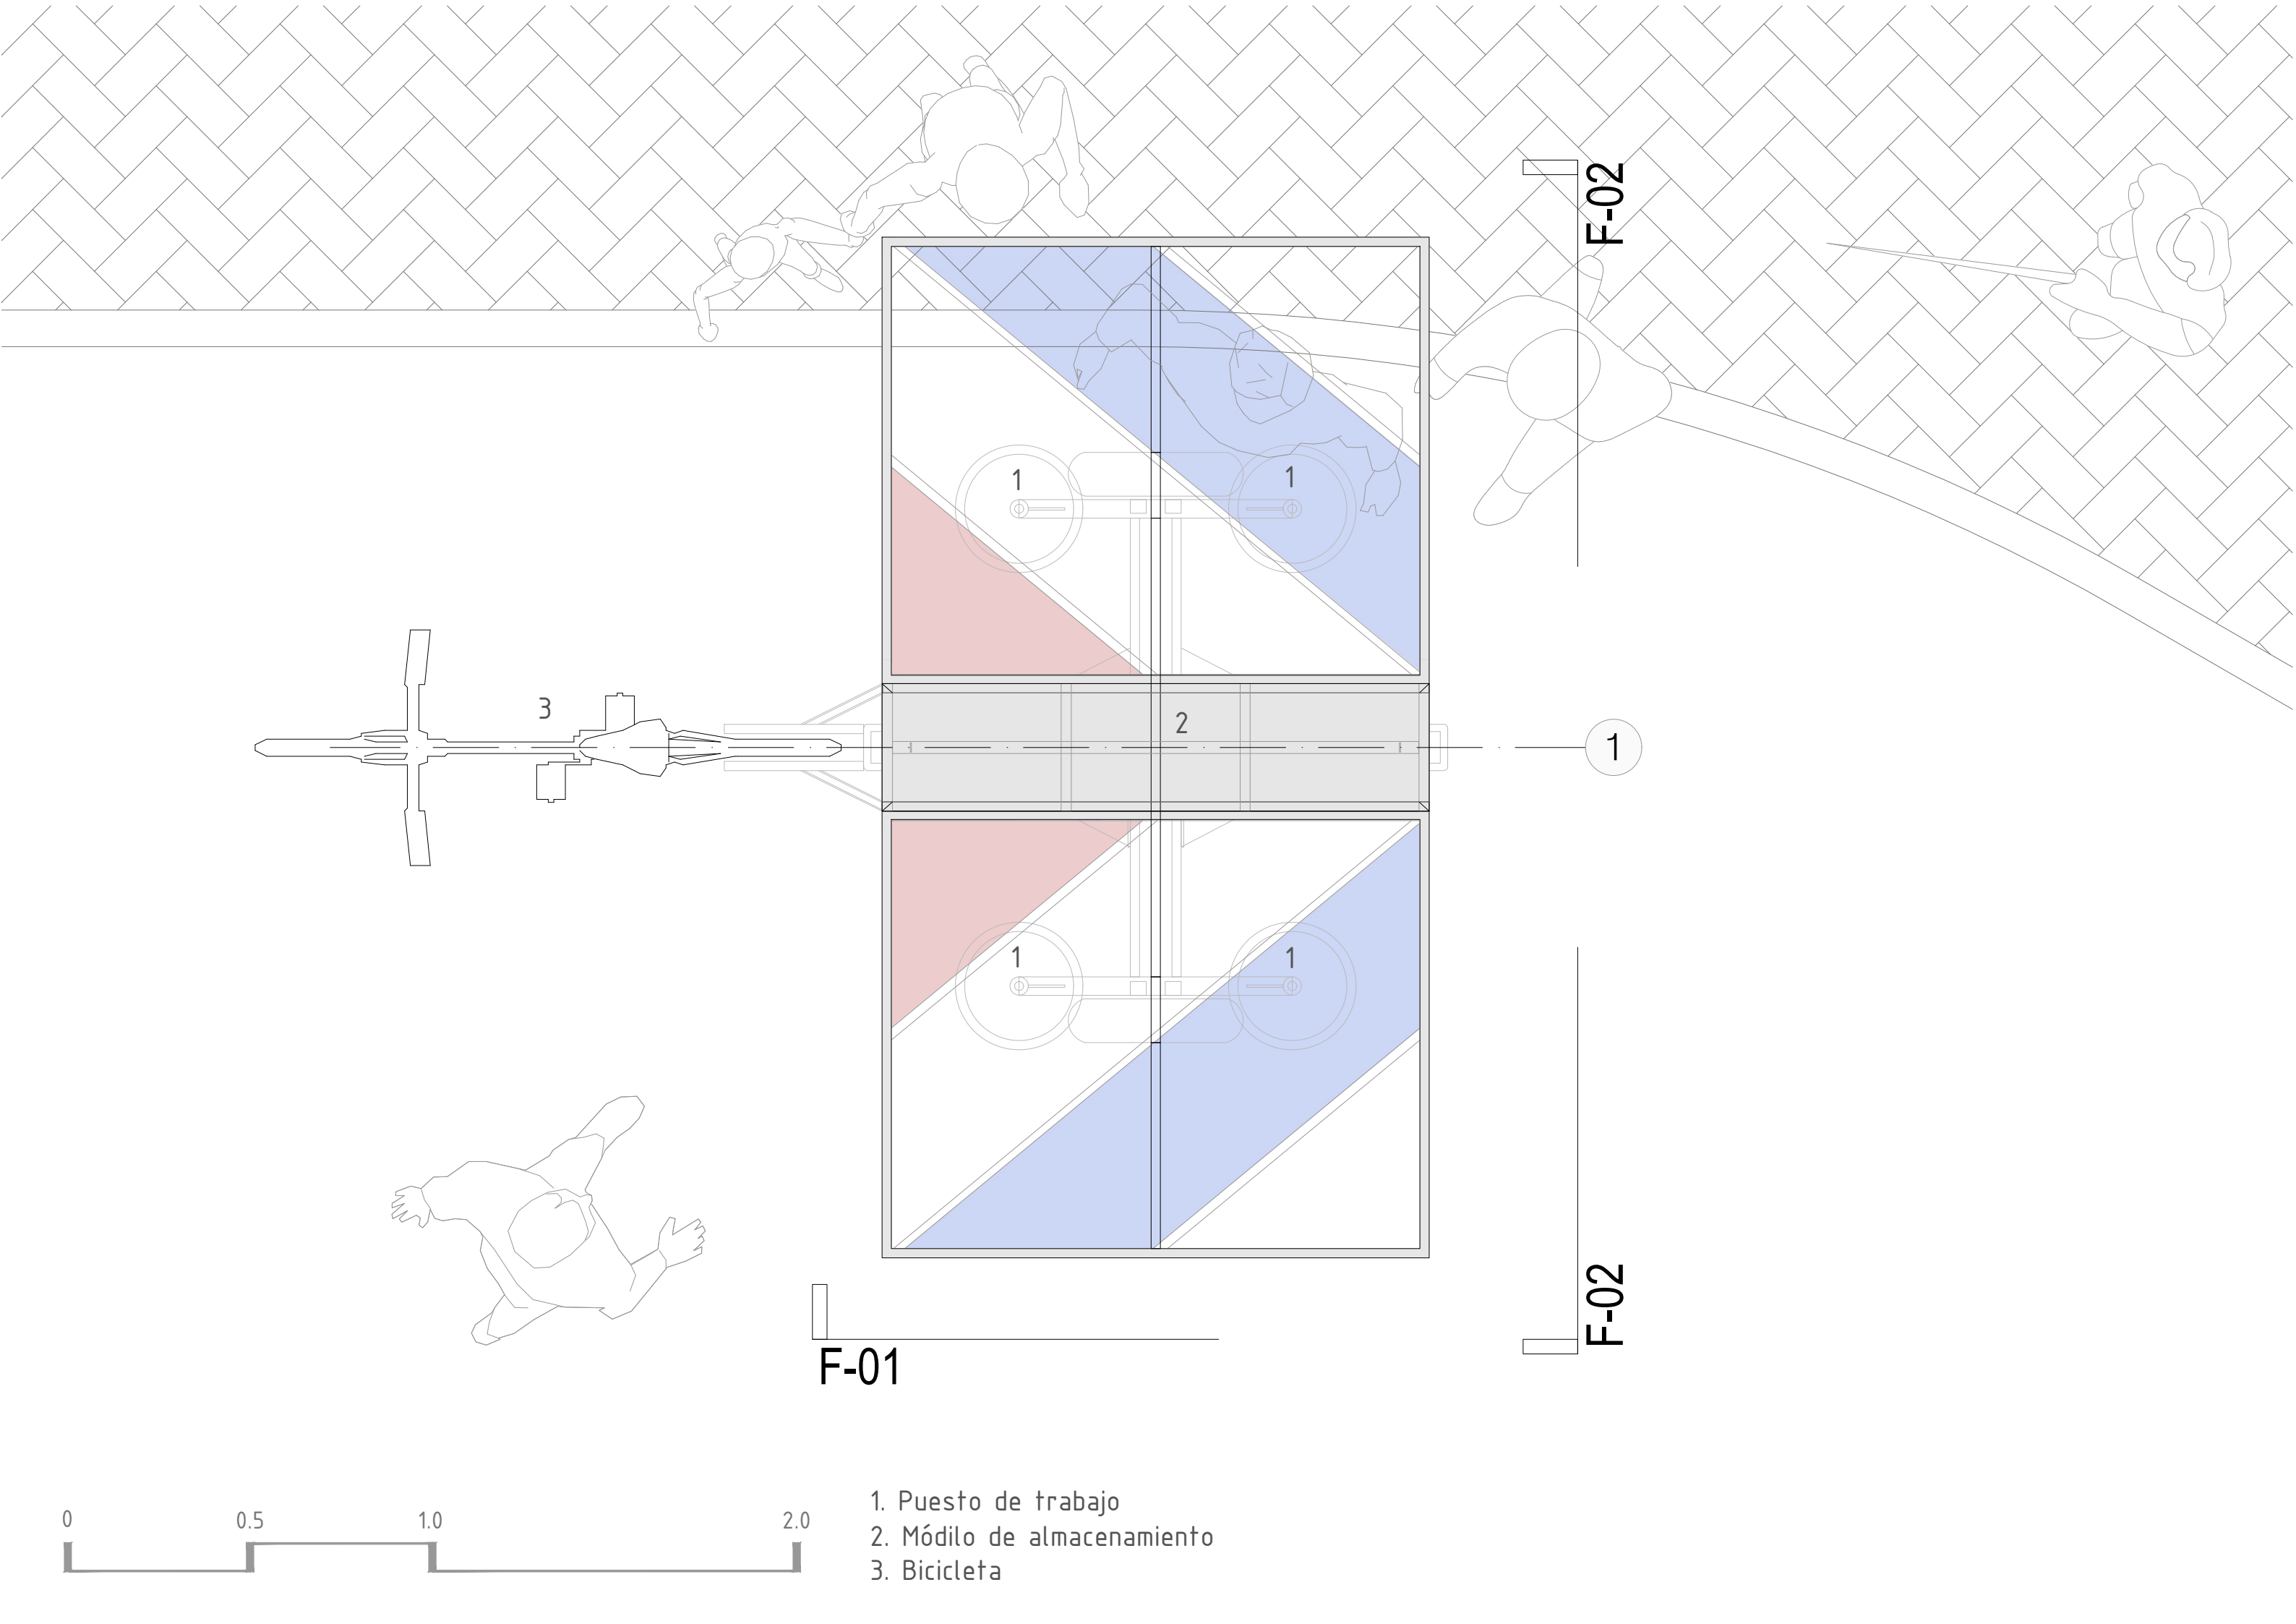 F-02
1
1
3
2
1
1
1
F-02
F-01
0
0.5
1.0
2.0
1. Puesto de trabajo
2. Módilo de almacenamiento
3. Bicicleta